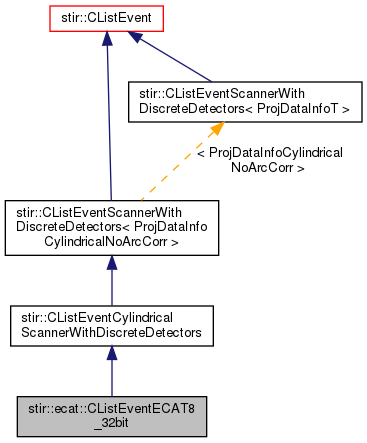 stir::CListEvent
stir::CListEventScannerWith
DiscreteDetectors< ProjDataInfoT >
< ProjDataInfoCylindrical
NoArcCorr >
stir::CListEventScannerWith
DiscreteDetectors< ProjDataInfo
CylindricalNoArcCorr >
stir::CListEventCylindrical
ScannerWithDiscreteDetectors
stir::ecat::CListEventECAT8
_32bit